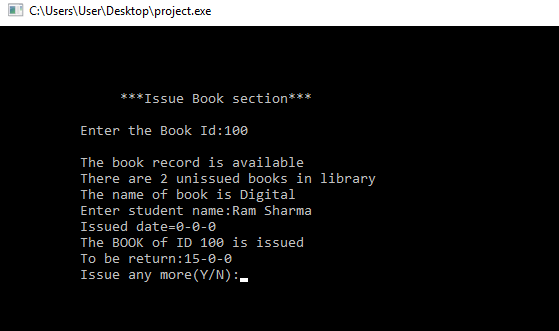 C:\Users\User\Desktop\project.exe
***Issue Book section***
Enter the Book Id:100
The book record is available
There are 2 unissued books in library
The name of book is Digital
Enter student name:Ram Sharma
Issued date=0-0-0
The BOOK of ID 100 is issued
To be return:15-0-0
Issue any more(Y/N):